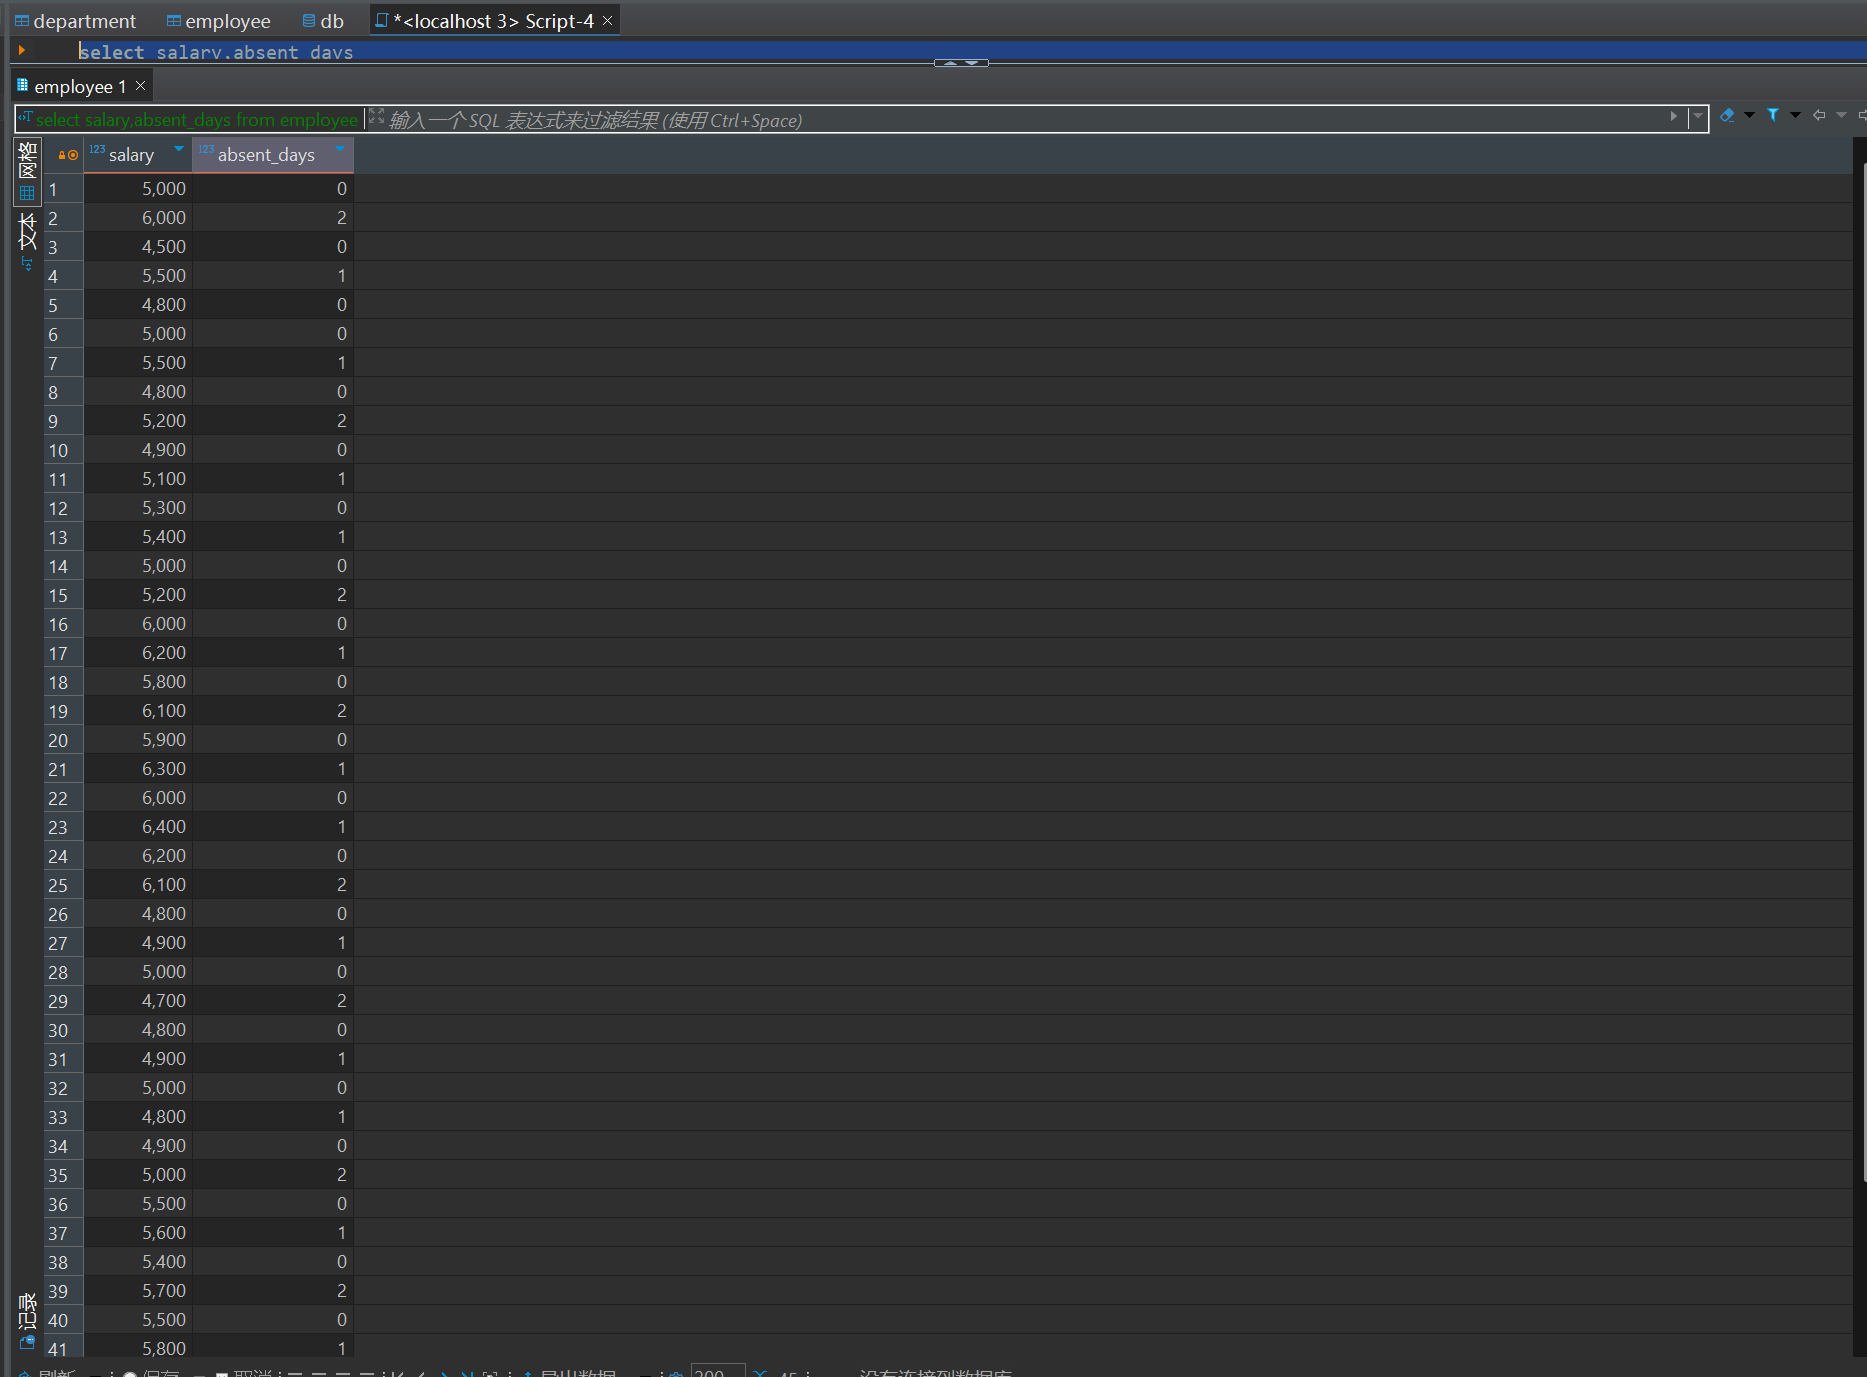 department employee db *<localhost 3> Script-4
select salary,absent_days
employee 1
select salary,absent_days from employee 输入一个 SQL 表达式来过滤结果 (使用 Ctrl+Space)
网格
文本
记录
123 salary 123 absent_days
1 5,000 0
2 6,000 2
3 4,500 0
4 5,500 1
5 4,800 0
6 5,000 0
7 5,500 1
8 4,800 0
9 5,200 2
10 4,900 0
11 5,100 1
12 5,300 0
13 5,400 1
14 5,000 0
15 5,200 2
16 6,000 0
17 6,200 1
18 5,800 0
19 6,100 2
20 5,900 0
21 6,300 1
22 6,000 0
23 6,400 1
24 6,200 0
25 6,100 2
26 4,800 0
27 4,900 1
28 5,000 0
29 4,700 2
30 4,800 0
31 4,900 1
32 5,000 0
33 4,800 1
34 4,900 0
35 5,000 2
36 5,500 0
37 5,600 1
38 5,400 0
39 5,700 2
40 5,500 0
41 5,800 1
刷新 保存 取消 导出数据 200 45 没有连接到数据库